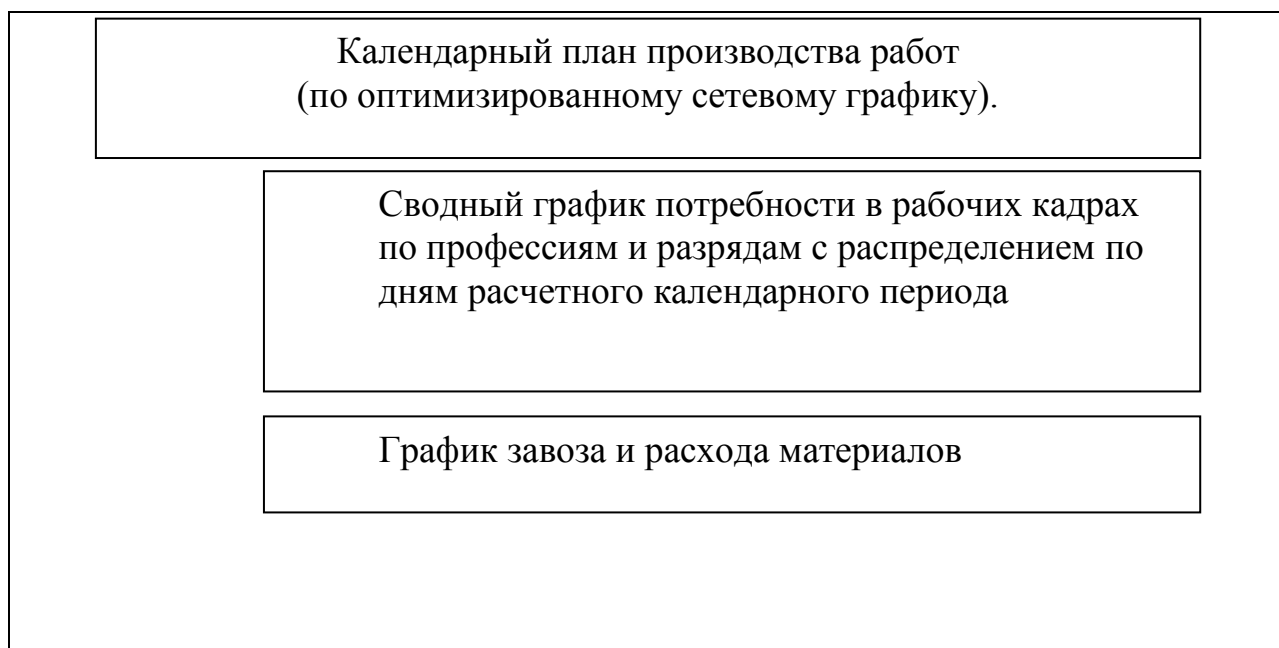 Календарный план производства работ
(по оптимизированному сетевому графику).
Сводный график потребности в рабочих кадрах
по профессиям и разрядам с распределением по
дням расчетного календарного периода
График завоза и расхода материалов